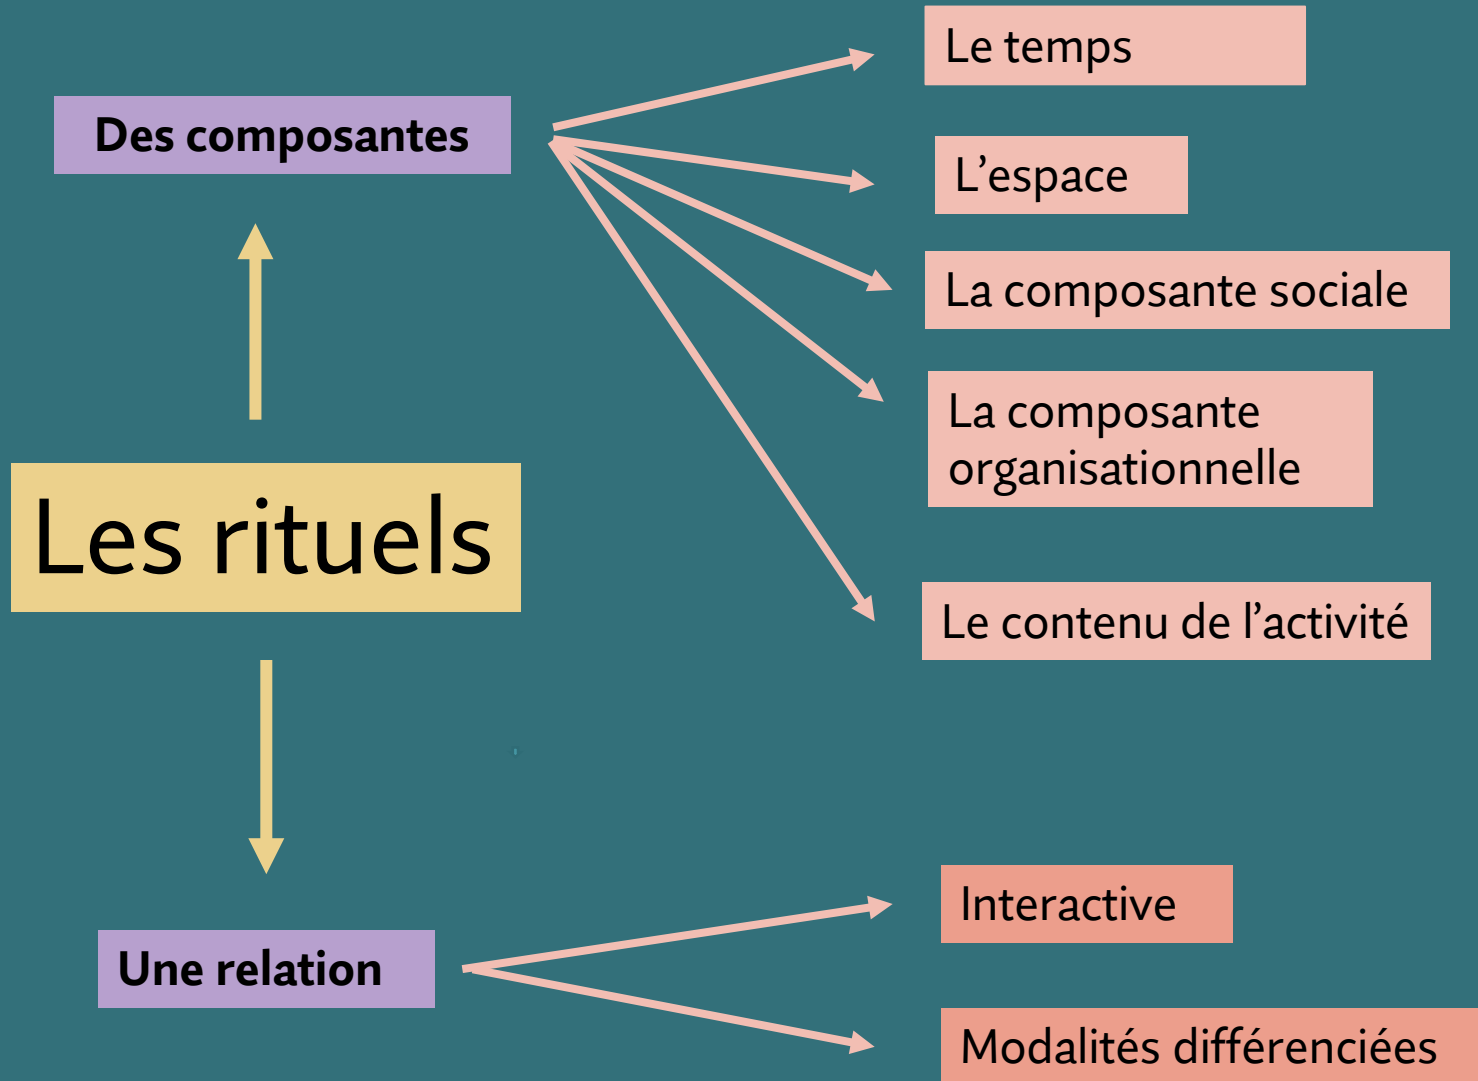 Le temps
Des composantes
L’espace
La composante sociale
La composante
organisationnelle
Les rituels
Le contenu de l’activité
Interactive
Une relation
Modalités différenciées